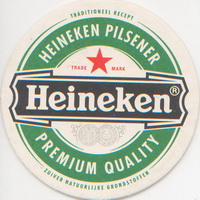 TRADITIONEEL RECEPT
HEINEKEN PILSENER
TRADE MARK
Heineken®
PREMIUM QUALITY
ZUIVER NATUURLIJKE GRONDSTOFFEN